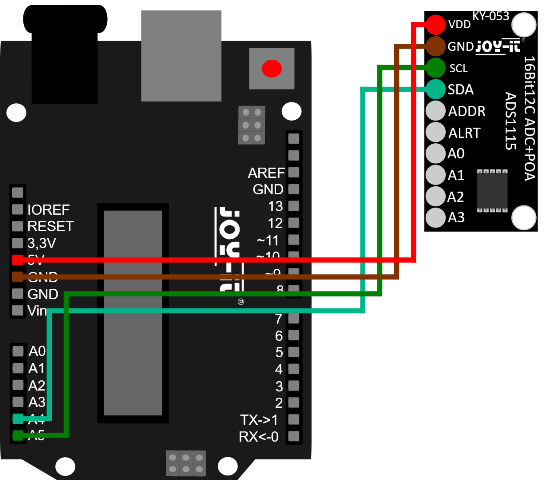 KY-053
VDD
GND
JOY-iT
SCL
SDA
ADDR
ALRT
A0
A1
A2
A3
16Bit12C ADC+POA
ADS1115
IOREF
RESET
3,3V
5V
GND
GND
Vin
A0
A1
A2
A3
A4
A5
AREF
GND
13
12
~11
~10
~9
8
7
6
5
4
3
2
TX->1
RX<-0
JOY-iT
®